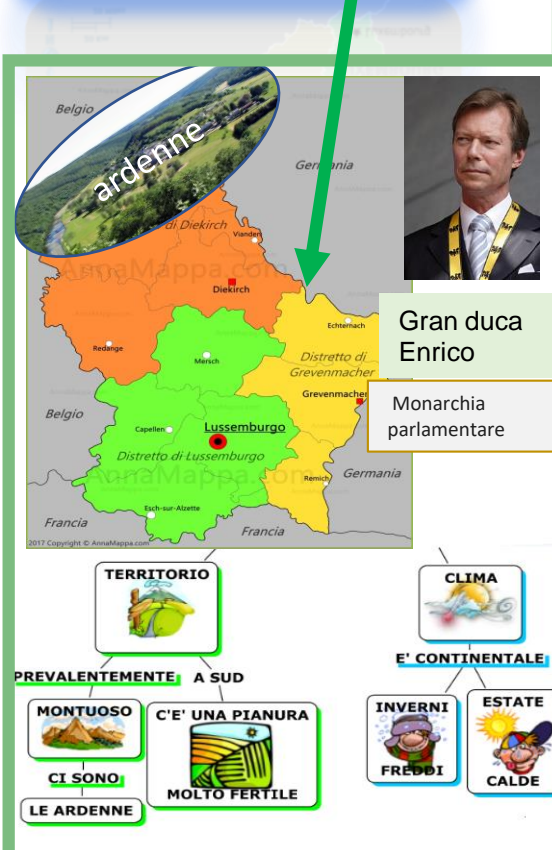 Belgio
ardenne
Germania
di Diekirch
Vianden
AnnaMappa.com
Diekirch
Echternach
Redange
Mersch
Distretto di
Grevenmacher
Grevenmacher
Gran duca
Enrico
Monarchia
parlamentare
Belgio
Capellen
Lussemburgo
Distretto di Lussemburgo
AnnaMappa.com
Remich
Germania
Esch-sur-Alzette
Francia
Francia
2017 Copyright © AnnaMappa.com
TERRITORIO
CLIMA
E' CONTINENTALE
PREVALENTEMENTE
A SUD
MONTUOSO
C'E' UNA PIANURA
MOLTO FERTILE
INVERNI
FREDDI
ESTATE
CALDE
CI SONO
LE ARDENNE